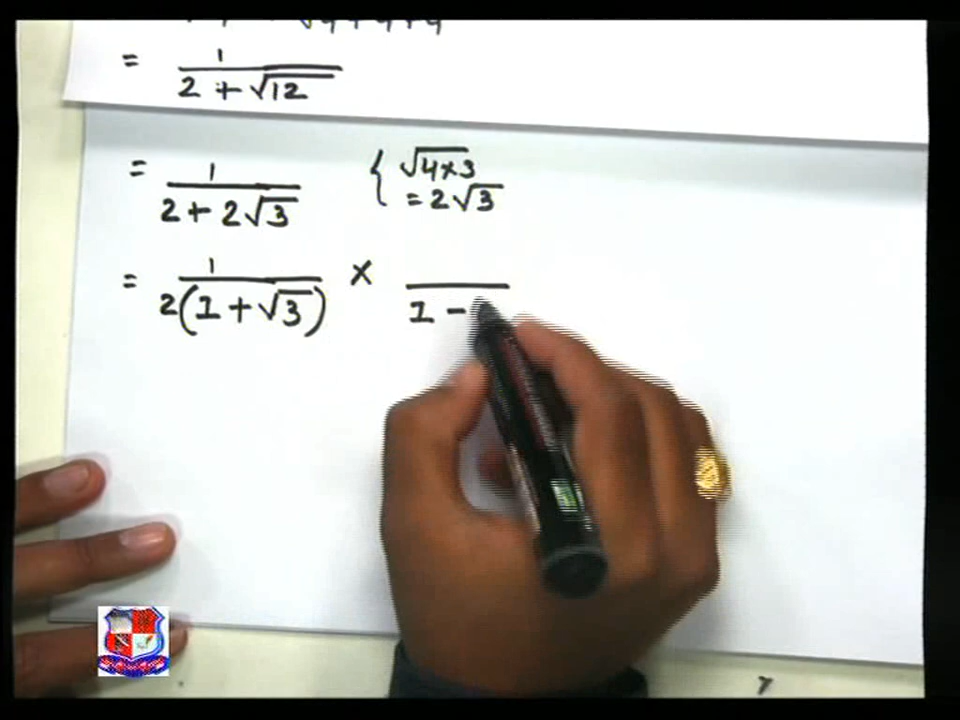 = 1/(2 + √12)
= 1/(2 + 2√3) { √4×3
= 2√3
= 1/(2(1 + √3)) × /(1 −